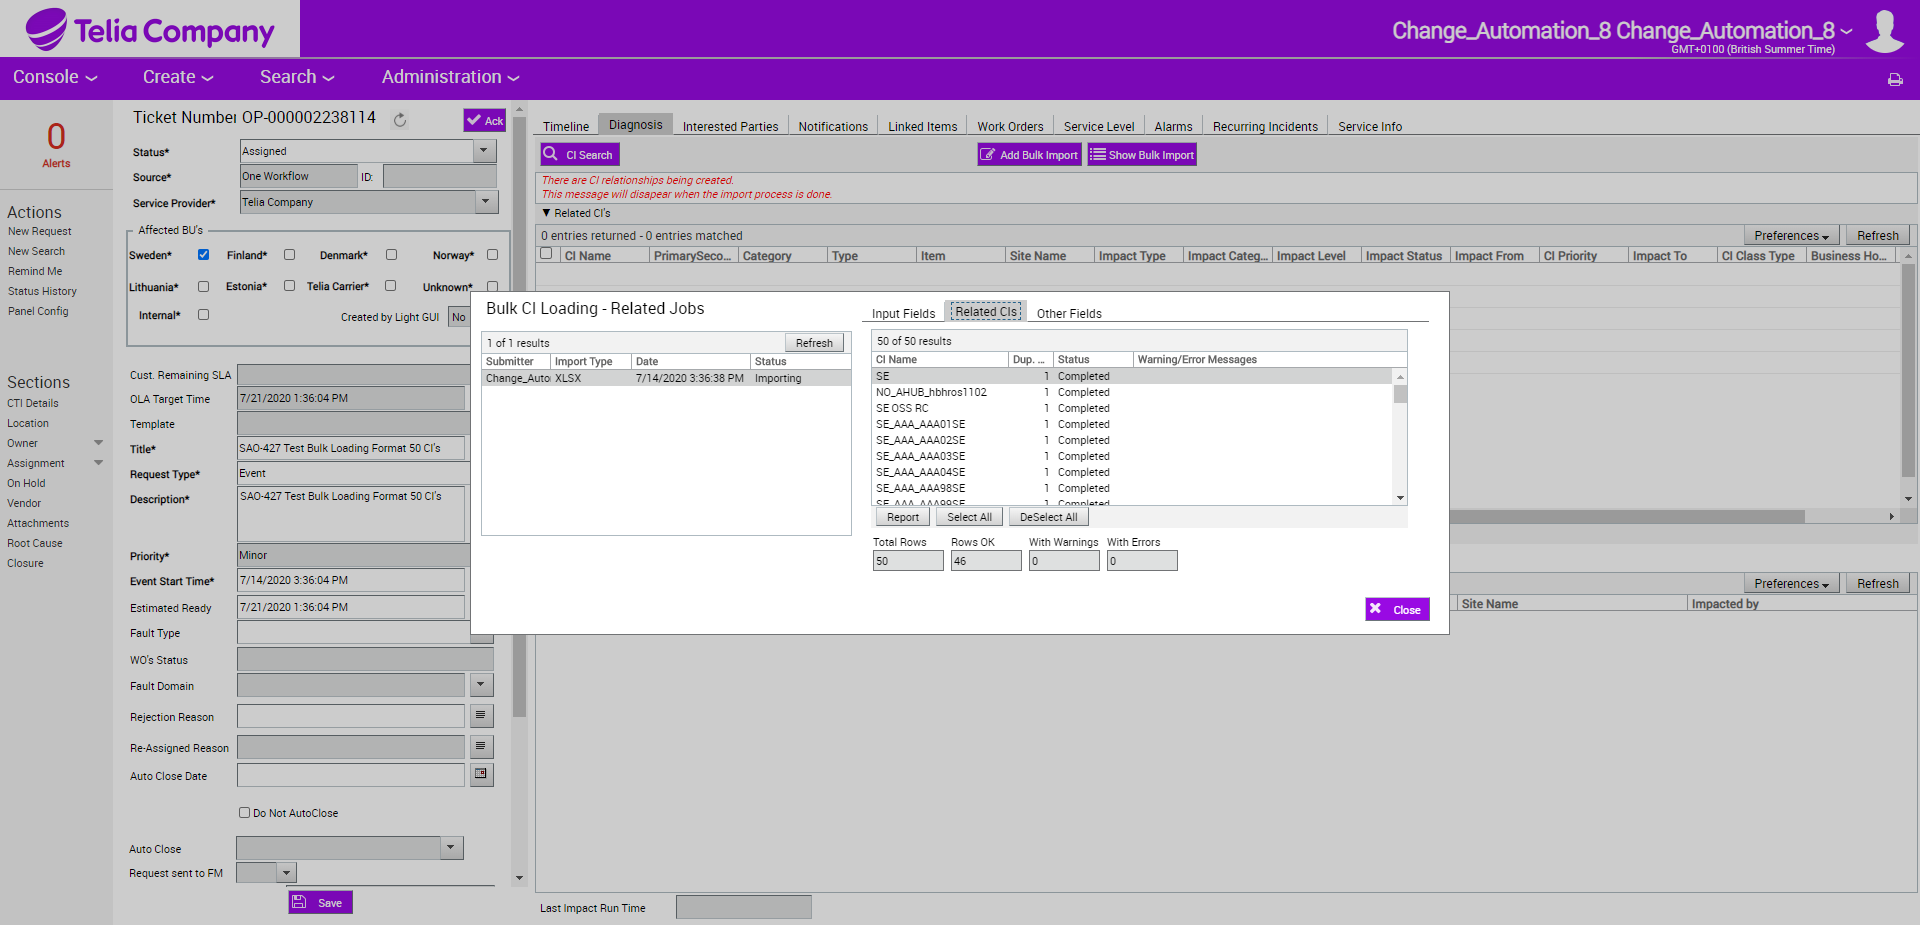 Telia Company
Change_Automation_8 Change_Automation_8
GMT+0100 (British Summer Time)
Console
Create
Search
Administration
0
Alerts
Actions
New Request
New Search
Remind Me
Status History
Panel Config
Sections
CTI Details
Location
Owner
Assignment
On Hold
Vendor
Attachments
Root Cause
Closure
Ticket Number OP-000002238114
Ack
Status* Assigned
Source* One Workflow ID:
Service Provider* Telia Company
Affected BU's
Sweden* Finland* Denmark* Norway*
Lithuania* Estonia* Telia Carrier* Unknown*
Internal* Created by Light GUI No
Cust. Remaining SLA
OLA Target Time 7/21/2020 1:36:04 PM
Template
Title* SAO-427 Test Bulk Loading Format 50 CI's
Request Type* Event
Description* SAO-427 Test Bulk Loading Format 50 CI's
Priority* Minor
Event Start Time* 7/14/2020 3:36:04 PM
Estimated Ready 7/21/2020 1:36:04 PM
Fault Type
WO's Status
Fault Domain
Rejection Reason
Re-Assigned Reason
Auto Close Date
Do Not AutoClose
Auto Close
Request sent to FM
Save
Timeline Diagnosis Interested Parties Notifications Linked Items Work Orders Service Level Alarms Recurring Incidents Service Info
CI Search Add Bulk Import Show Bulk Import
There are CI relationships being created.
This message will disapear when the import process is done.
▼ Related CI's
0 entries returned - 0 entries matched Preferences Refresh
CI Name PrimarySeco... Category Type Item Site Name Impact Type Impact Categ... Impact Level Impact Status Impact From CI Priority Impact To CI Class Type Business Ho...
Bulk CI Loading - Related Jobs
1 of 1 results Refresh
Submitter Import Type Date Status
Change_Auto XLSX 7/14/2020 3:36:38 PM Importing
Input Fields Related CIs Other Fields
50 of 50 results
CI Name Dup. ... Status Warning/Error Messages
SE 1 Completed
NO_AHUB_hbhros1102 1 Completed
SE OSS RC 1 Completed
SE_AAA_AAA01SE 1 Completed
SE_AAA_AAA02SE 1 Completed
SE_AAA_AAA03SE 1 Completed
SE_AAA_AAA04SE 1 Completed
SE_AAA_AAA98SE 1 Completed
SE_AAA_AAA99SE 1 Completed
Report Select All DeSelect All
Total Rows Rows OK With Warnings With Errors
50 46 0 0
Close
Preferences Refresh
Site Name Impacted by
Last Impact Run Time